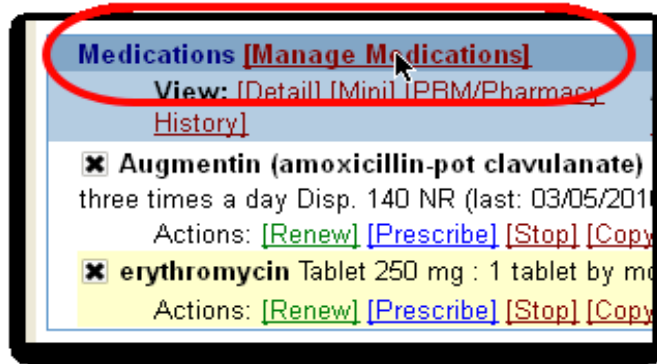 Medications [Manage Medications]
View: [Detail] [Mini] [PBM/Pharmacy
History]
Augmentin (amoxicillin-pot clavulanate)
three times a day Disp. 140 NR (last: 03/05/201
Actions: [Renew] [Prescribe] [Stop] [Copy
erythromycin Tablet 250 mg : 1 tablet by
Actions: [Renew] [Prescribe] [Stop] [Copy